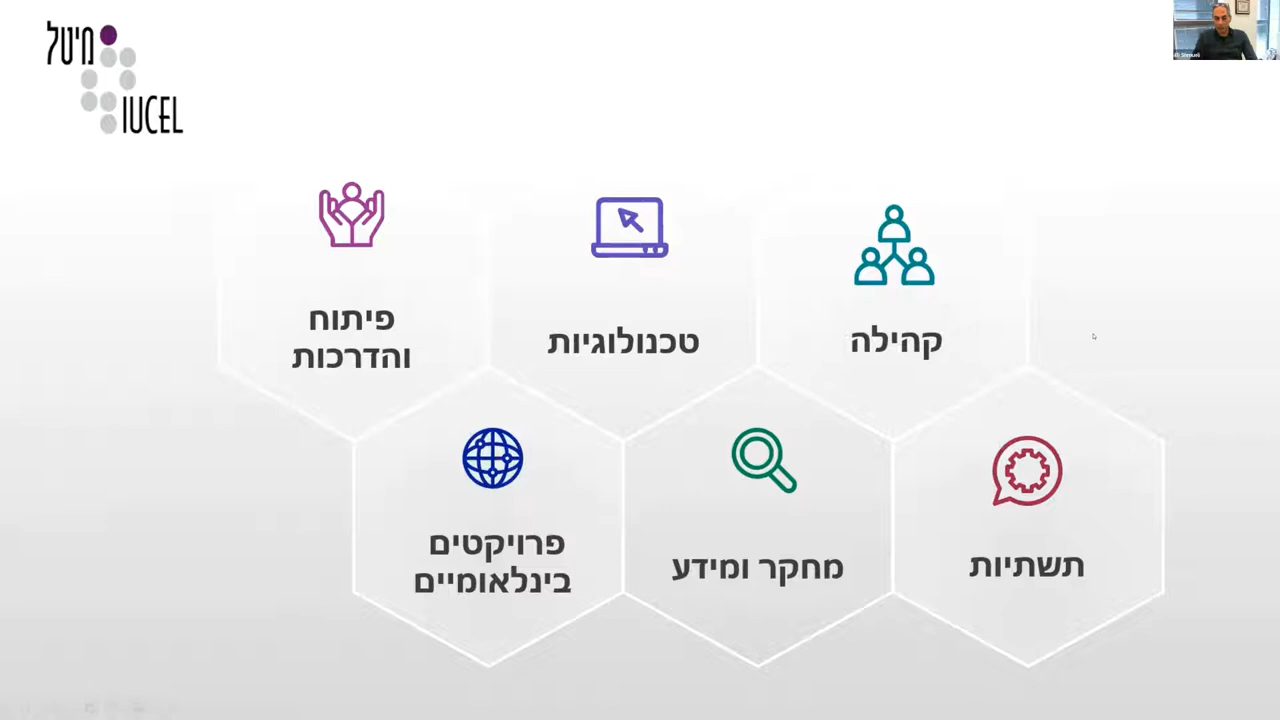 מיטל
IUCEL
קהילה
טכנולוגיות
פיתוח
והדרכות
תשתיות
מחקר ומידע
פרויקטים
בינלאומיים